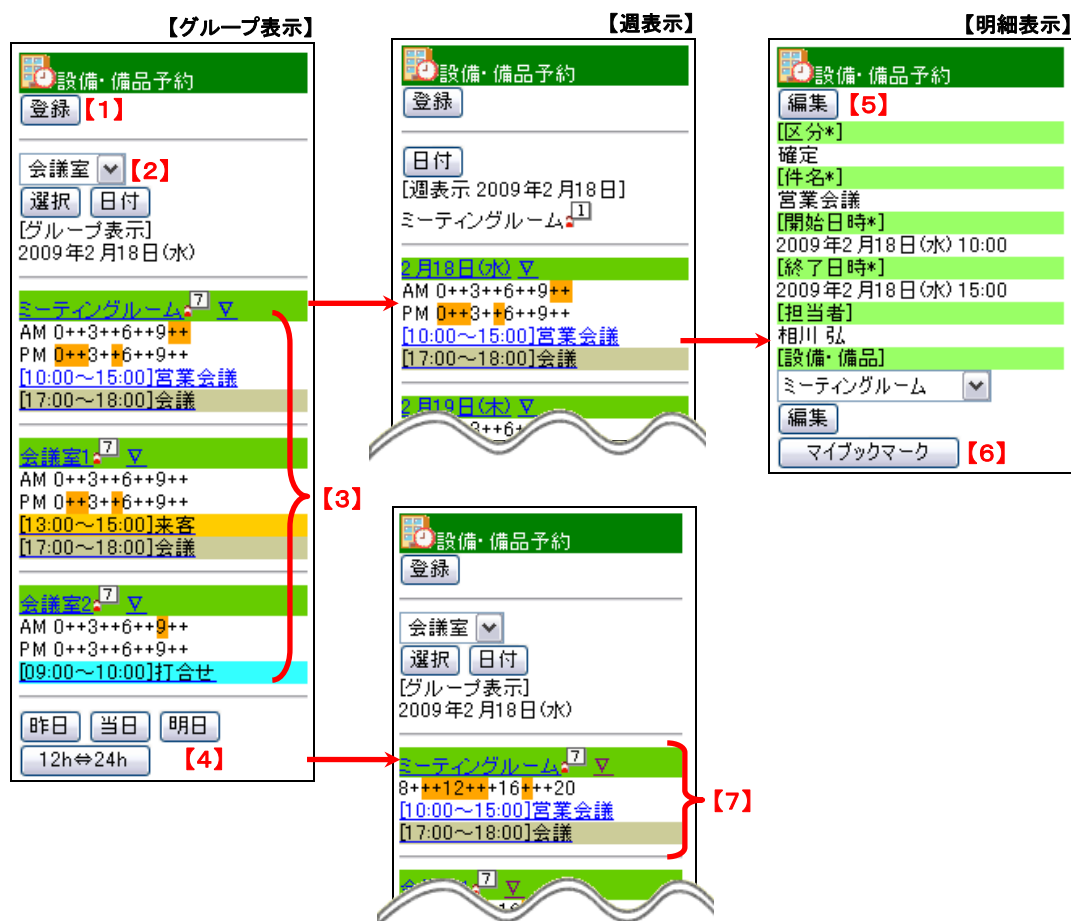 【グループ表示】
設備・備品予約
登録 【1】
会議室 【2】
選択 日付
[グループ表示]
2009年2月18日(水)
ミーティングルーム 7 ▽
AM 0++3++6++9++
PM 0++3++6++9++
[10:00～15:00]営業会議
[17:00～18:00]会議
会議室1 7 ▽
AM 0++3++6++9++
PM 0++3++6++9++
[13:00～15:00]来客
[17:00～18:00]会議
会議室2 7 ▽
AM 0++3++6++9++
PM 0++3++6++9++
[09:00～10:00]打合せ
【3】
昨日 当日 明日
12h⇔24h 【4】
【週表示】
設備・備品予約
登録
日付
[週表示 2009年2月18日]
ミーティングルーム 1
2月18日(水) ▽
AM 0++3++6++9++
PM 0++3++6++9++
[10:00～15:00]営業会議
[17:00～18:00]会議
2月19日(木) ▽
【明細表示】
設備・備品予約
編集 【5】
[区分*]
確定
[件名*]
営業会議
[開始日時*]
2009年2月18日(水) 10:00
[終了日時*]
2009年2月18日(水) 15:00
[担当者]
相川 弘
[設備・備品]
ミーティングルーム
編集
マイブックマーク 【6】
設備・備品予約
登録
会議室
選択 日付
[グループ表示]
2009年2月18日(水)
ミーティングルーム 7 ▽
8+++12+++16+++20
[10:00～15:00]営業会議
[17:00～18:00]会議
【7】
7 ▽